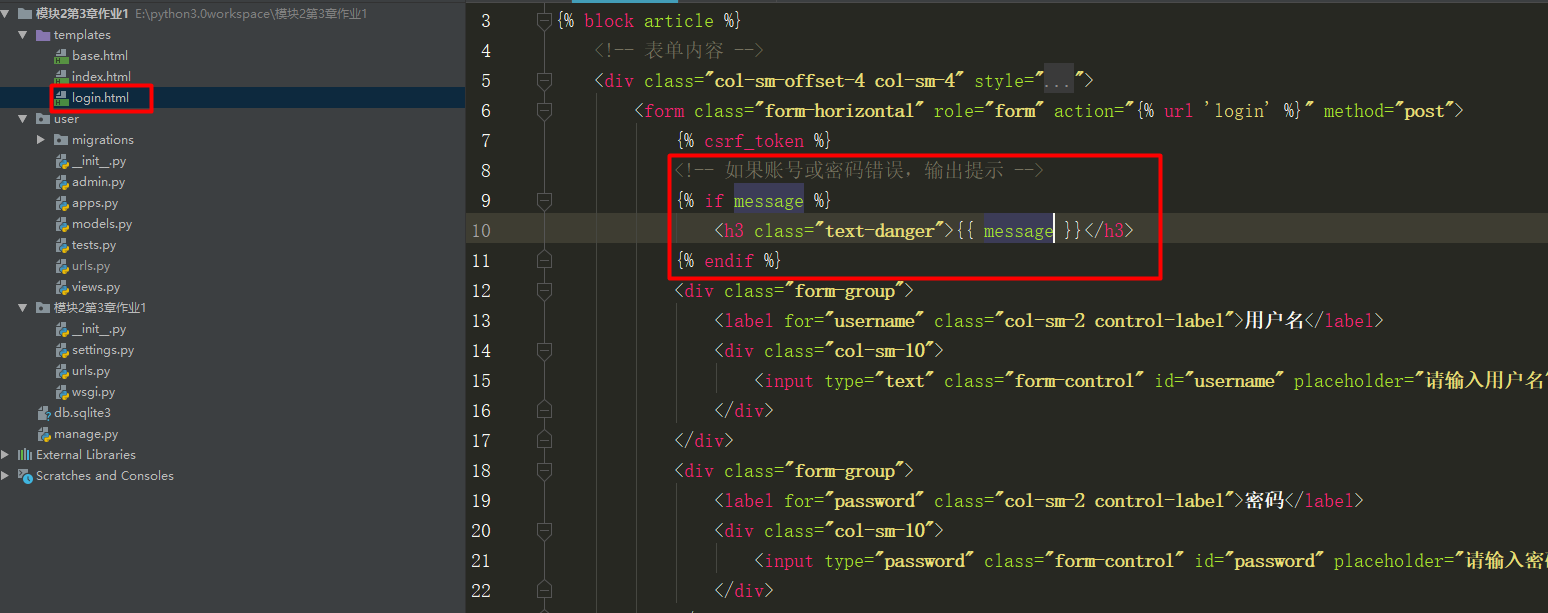 模块2第3章作业1 E:\python3.0workspace\模块2第3章作业1
templates
base.html
index.html
login.html
user
migrations
__init__.py
admin.py
apps.py
models.py
tests.py
urls.py
views.py
模块2第3章作业1
__init__.py
settings.py
urls.py
wsgi.py
db.sqlite3
manage.py
External Libraries
Scratches and Consoles
3 {% block article %}
4 <!-- 表单内容 -->
5 <div class="col-sm-offset-4 col-sm-4" style="...">
6 <form class="form-horizontal" role="form" action="{% url 'login' %}" method="post">
7 {% csrf_token %}
8 <!-- 如果账号或密码错误，输出提示 -->
9 {% if message %}
10 <h3 class="text-danger">{{ message }}</h3>
11 {% endif %}
12 <div class="form-group">
13 <label for="username" class="col-sm-2 control-label">用户名</label>
14 <div class="col-sm-10">
15 <input type="text" class="form-control" id="username" placeholder="请输入用户名"
16 </div>
17 </div>
18 <div class="form-group">
19 <label for="password" class="col-sm-2 control-label">密码</label>
20 <div class="col-sm-10">
21 <input type="password" class="form-control" id="password" placeholder="请输入密码
22 </div>